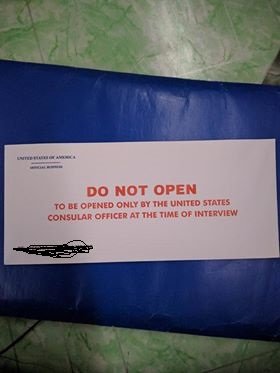 UNITED STATES OF AMERICA
OFFICIAL BUSINESS
DO NOT OPEN
TO BE OPENED ONLY BY THE UNITED STATES
CONSULAR OFFICER AT THE TIME OF INTERVIEW